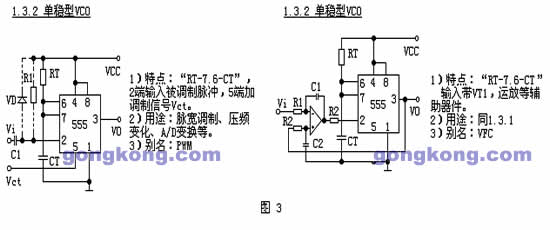 1.3.2 单稳型VCO
VCC
R1
RT
VD
Vi
C1
CT
Vct
4 8
6
7
2
3
555
5 1
VO
1)特点:“RT-7.6-CT”,
2端输入被调制脉冲,5端加
调制信号Vct。
2)用途:脉宽调制、压频
变化、A/D变换等。
3)别名:PWM
gongkong.com
1.3.2 单稳型VCO
VCC
RT
C1
Vi
R1
R2
R2
C2
CT
4 8
6
7
2
3
555
5 1
VO
1)特点:“RT-7.6-CT”,
输入带VT1,运放等辅
助器件。
2)用途:同1.3.1
3)别名:VFC
gongkong.com
图 3